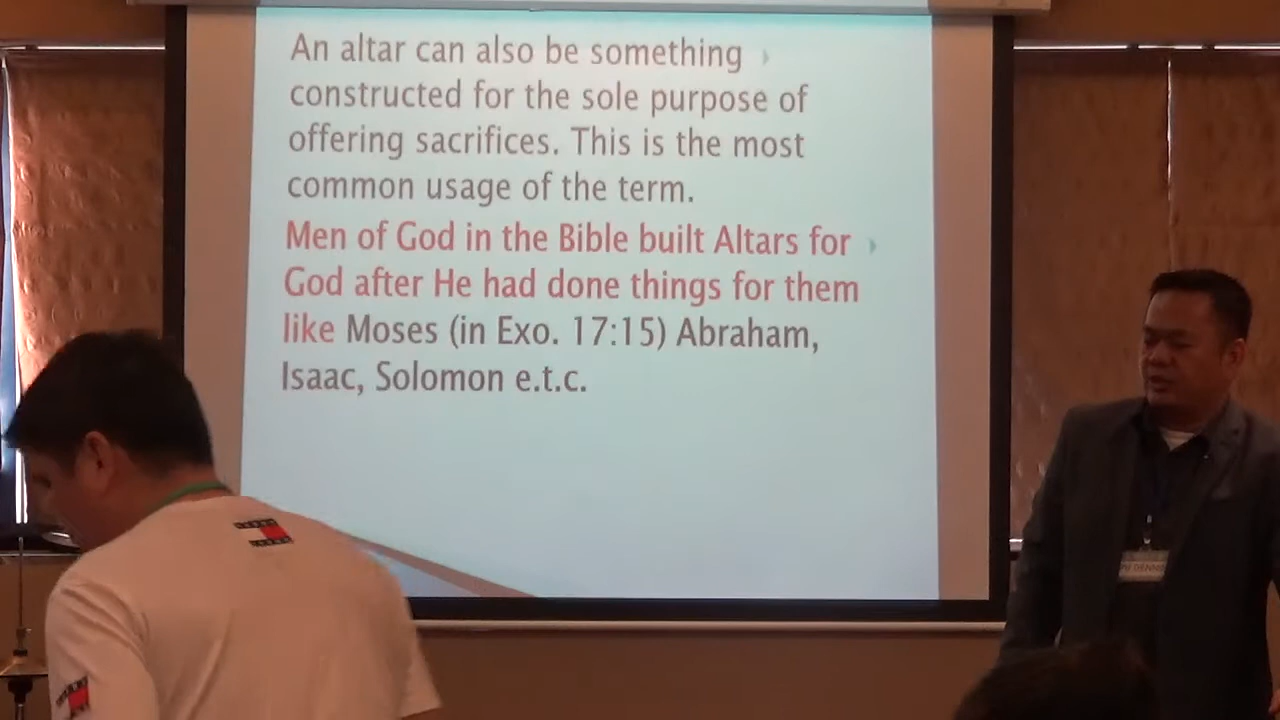 An altar can also be something
constructed for the sole purpose of
offering sacrifices. This is the most
common usage of the term.
Men of God in the Bible built Altars for
God after He had done things for them
like Moses (in Exo. 17:15) Abraham,
Isaac, Solomon e.t.c.
DENNIS